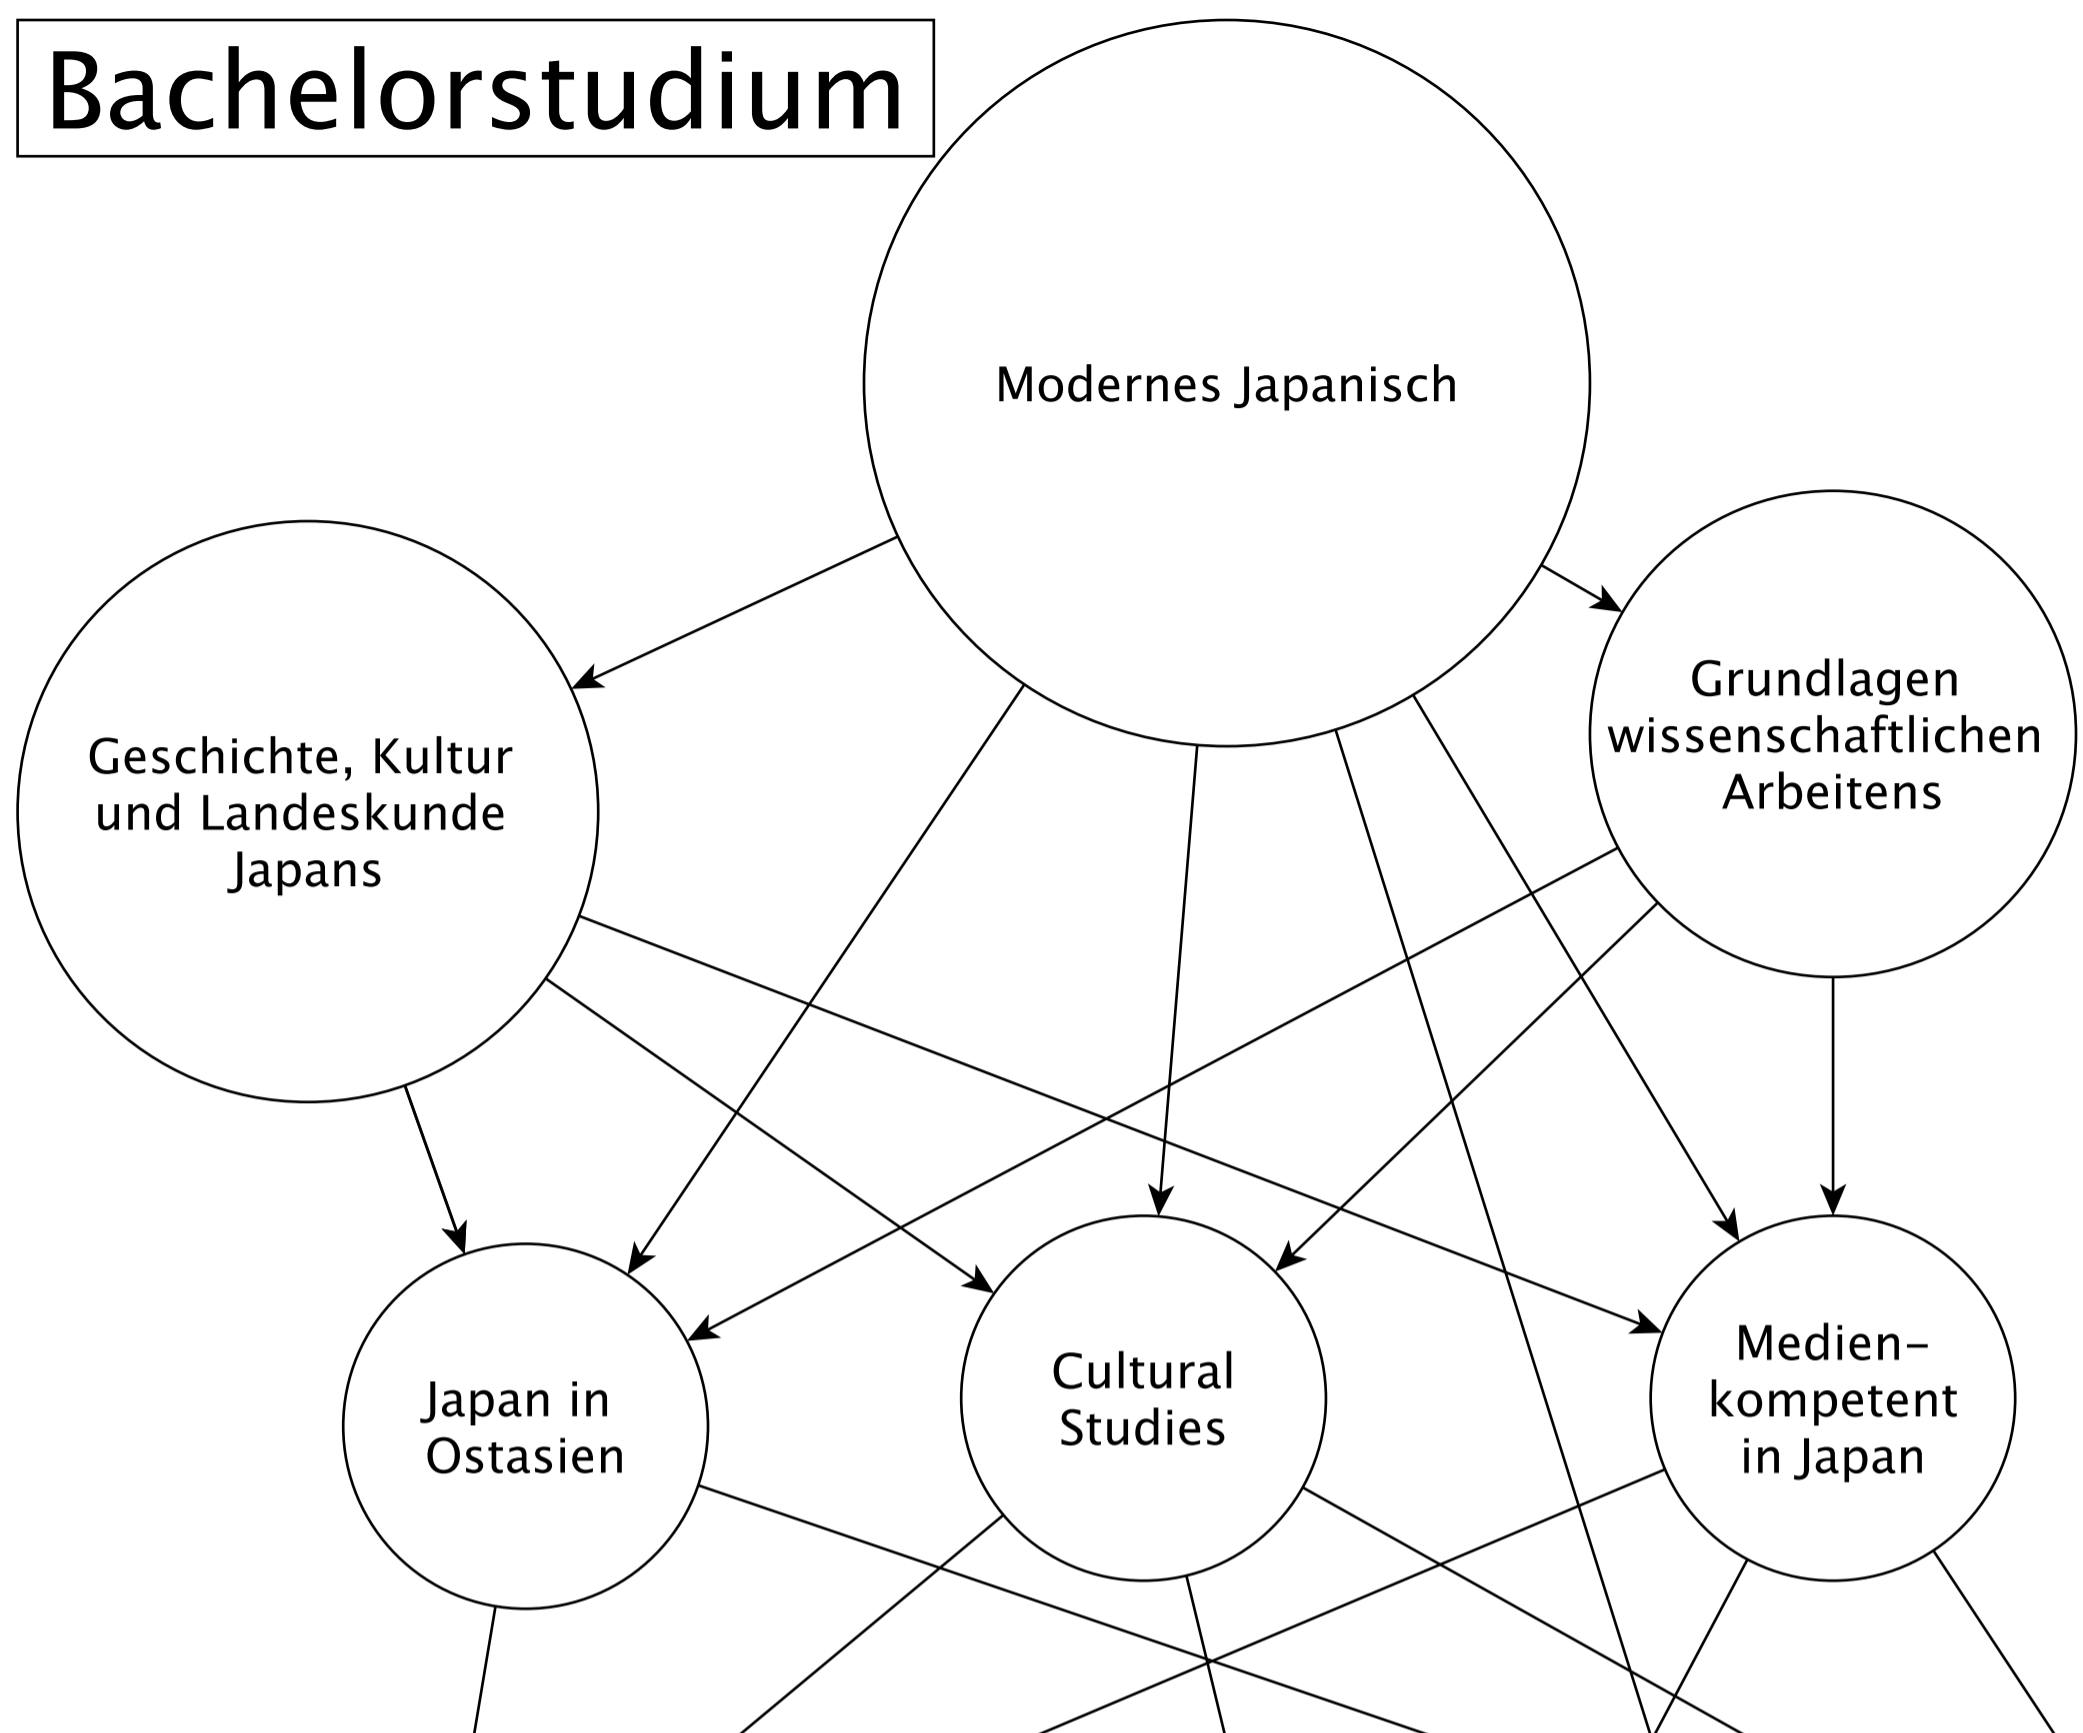 Bachelorstudium
Modernes Japanisch
Grundlagen
wissenschaftlichen
Arbeitens
Geschichte, Kultur
und Landeskunde
Japans
Japan in
Ostasien
Cultural
Studies
Medien-
kompetent
in Japan